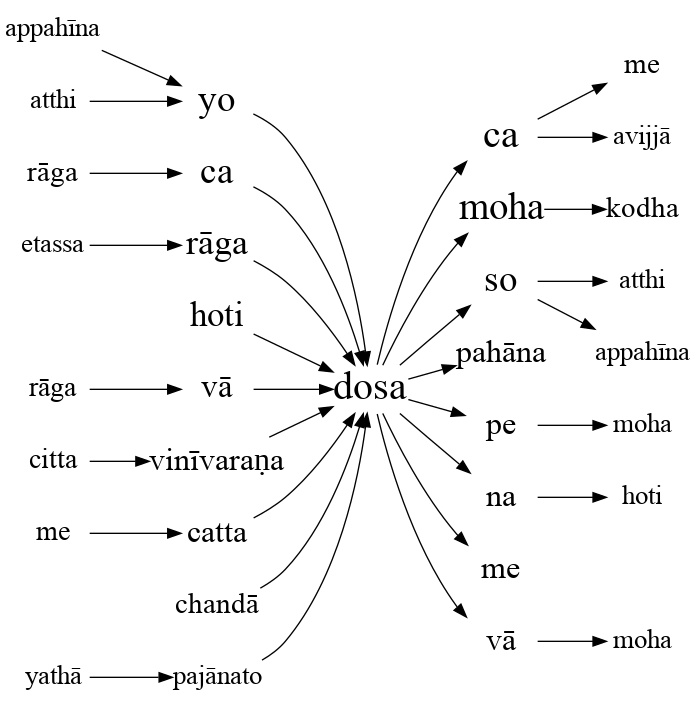 appahīna
atthi
rāga
etassa
rāga
citta
me
yathā
yo
ca
rāga
hoti
vā
vinīvaraṇa
catta
chandā
pajānato
dosa
ca
moha
so
pahāna
pe
na
me
vā
me
avijjā
kodha
atthi
appahīna
moha
hoti
moha